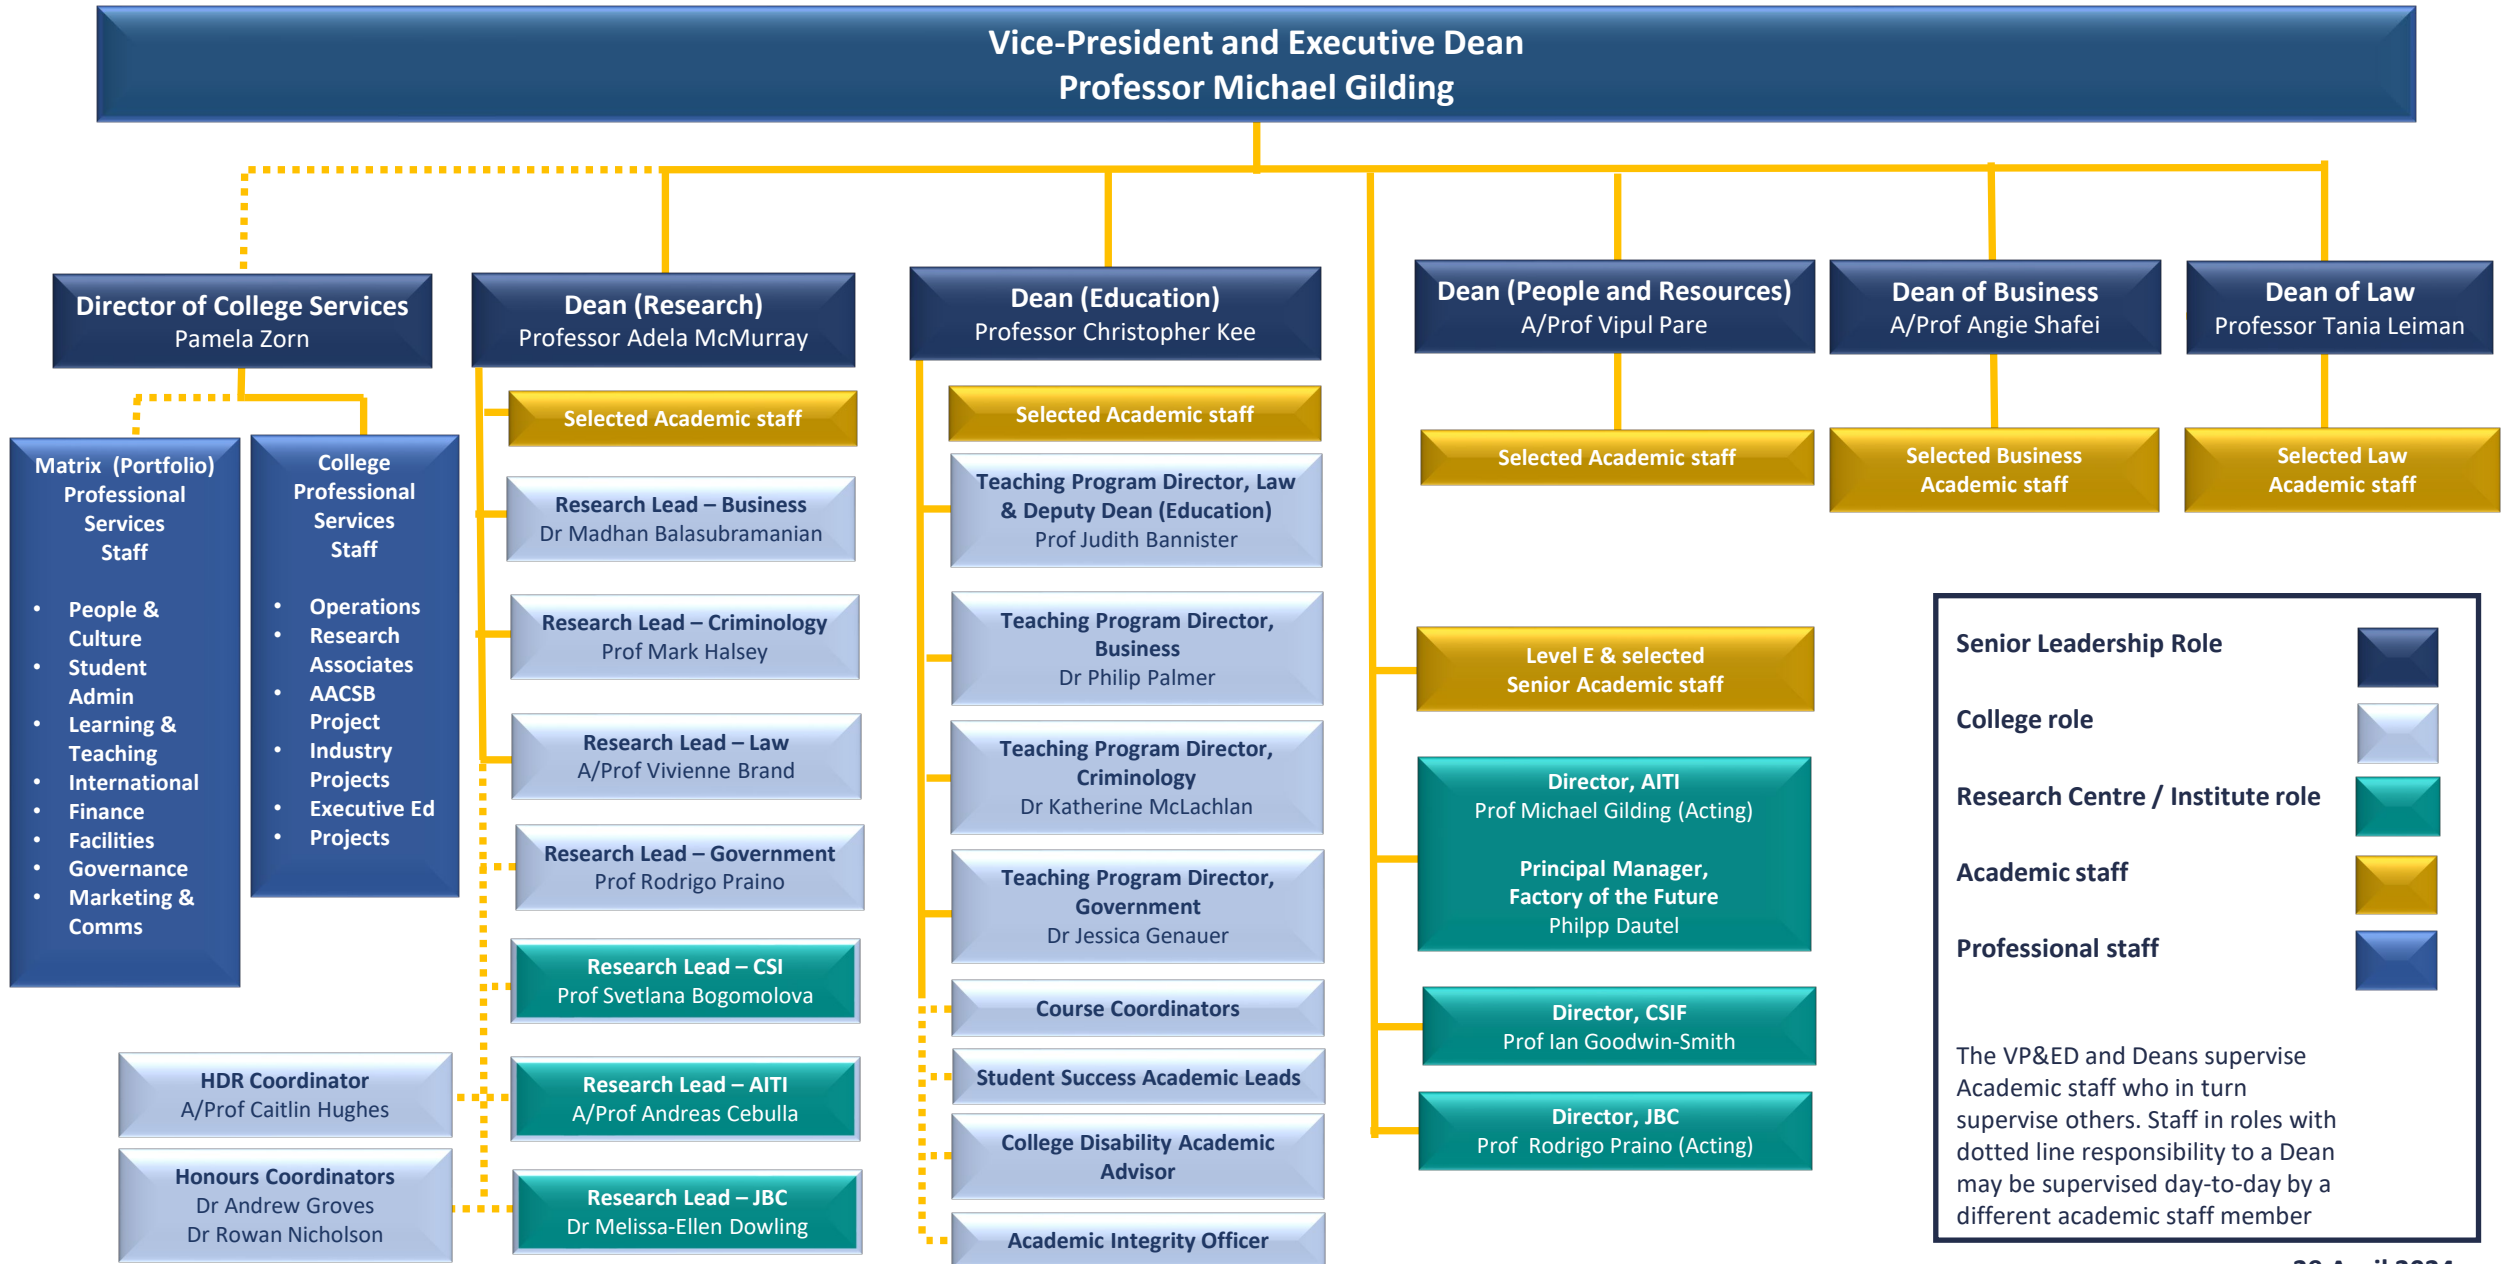 Vice-President and Executive Dean
Professor Michael Gilding
Director of College Services
Pamela Zorn
Dean (Research)
Professor Adela McMurray
Dean (Education)
Professor Christopher Kee
Dean (People and Resources)
A/Prof Vipul Pare
Dean of Business
A/Prof Angie Shafei
Dean of Law
Professor Tania Leiman
Matrix (Portfolio)
Professional
Services
Staff
• People &
Culture
• Student
Admin
• Learning &
Teaching
• International
• Finance
• Facilities
• Governance
• Marketing &
Comms
College
Professional
Services
Staff
• Operations
• Research
Associates
• AACSB
Project
• Industry
Projects
• Executive Ed
• Projects
Selected Academic staff
Research Lead – Business
Dr Madhan Balasubramanian
Research Lead – Criminology
Prof Mark Halsey
Research Lead – Law
A/Prof Vivienne Brand
Research Lead – Government
Prof Rodrigo Praino
Research Lead – CSI
Prof Svetlana Bogomolova
Research Lead – AITI
A/Prof Andreas Cebulla
Research Lead – JBC
Dr Melissa-Ellen Dowling
HDR Coordinator
A/Prof Caitlin Hughes
Honours Coordinators
Dr Andrew Groves
Dr Rowan Nicholson
Selected Academic staff
Teaching Program Director, Law
& Deputy Dean (Education)
Prof Judith Bannister
Teaching Program Director,
Business
Dr Philip Palmer
Teaching Program Director,
Criminology
Dr Katherine McLachlan
Teaching Program Director,
Government
Dr Jessica Genauer
Course Coordinators
Student Success Academic Leads
College Disability Academic
Advisor
Academic Integrity Officer
Selected Academic staff
Level E & selected
Senior Academic staff
Director, AITI
Prof Michael Gilding (Acting)
Principal Manager,
Factory of the Future
Philpp Dautel
Director, CSIF
Prof Ian Goodwin-Smith
Director, JBC
Prof Rodrigo Praino (Acting)
Selected Business
Academic staff
Selected Law
Academic staff
Senior Leadership Role
College role
Research Centre / Institute role
Academic staff
Professional staff
The VP&ED and Deans supervise
Academic staff who in turn
supervise others. Staff in roles with
dotted line responsibility to a Dean
may be supervised day-to-day by a
different academic staff member
April 2024